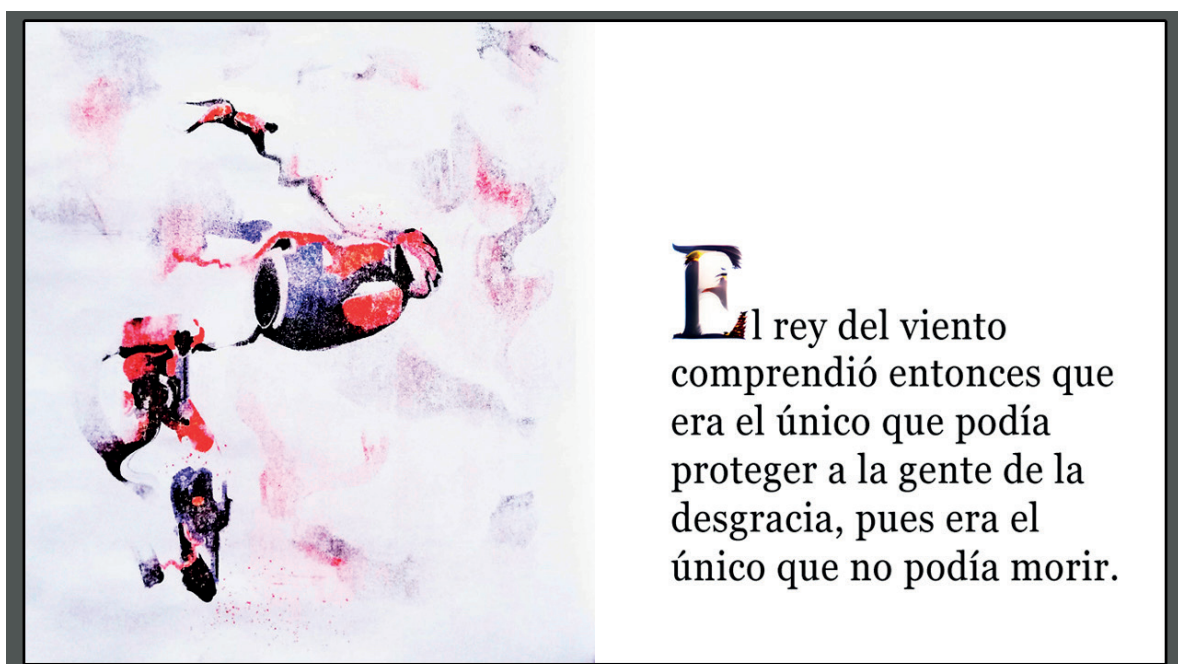 El rey del viento
comprendió entonces que
era el único que podía
proteger a la gente de la
desgracia, pues era el
único que no podía morir.